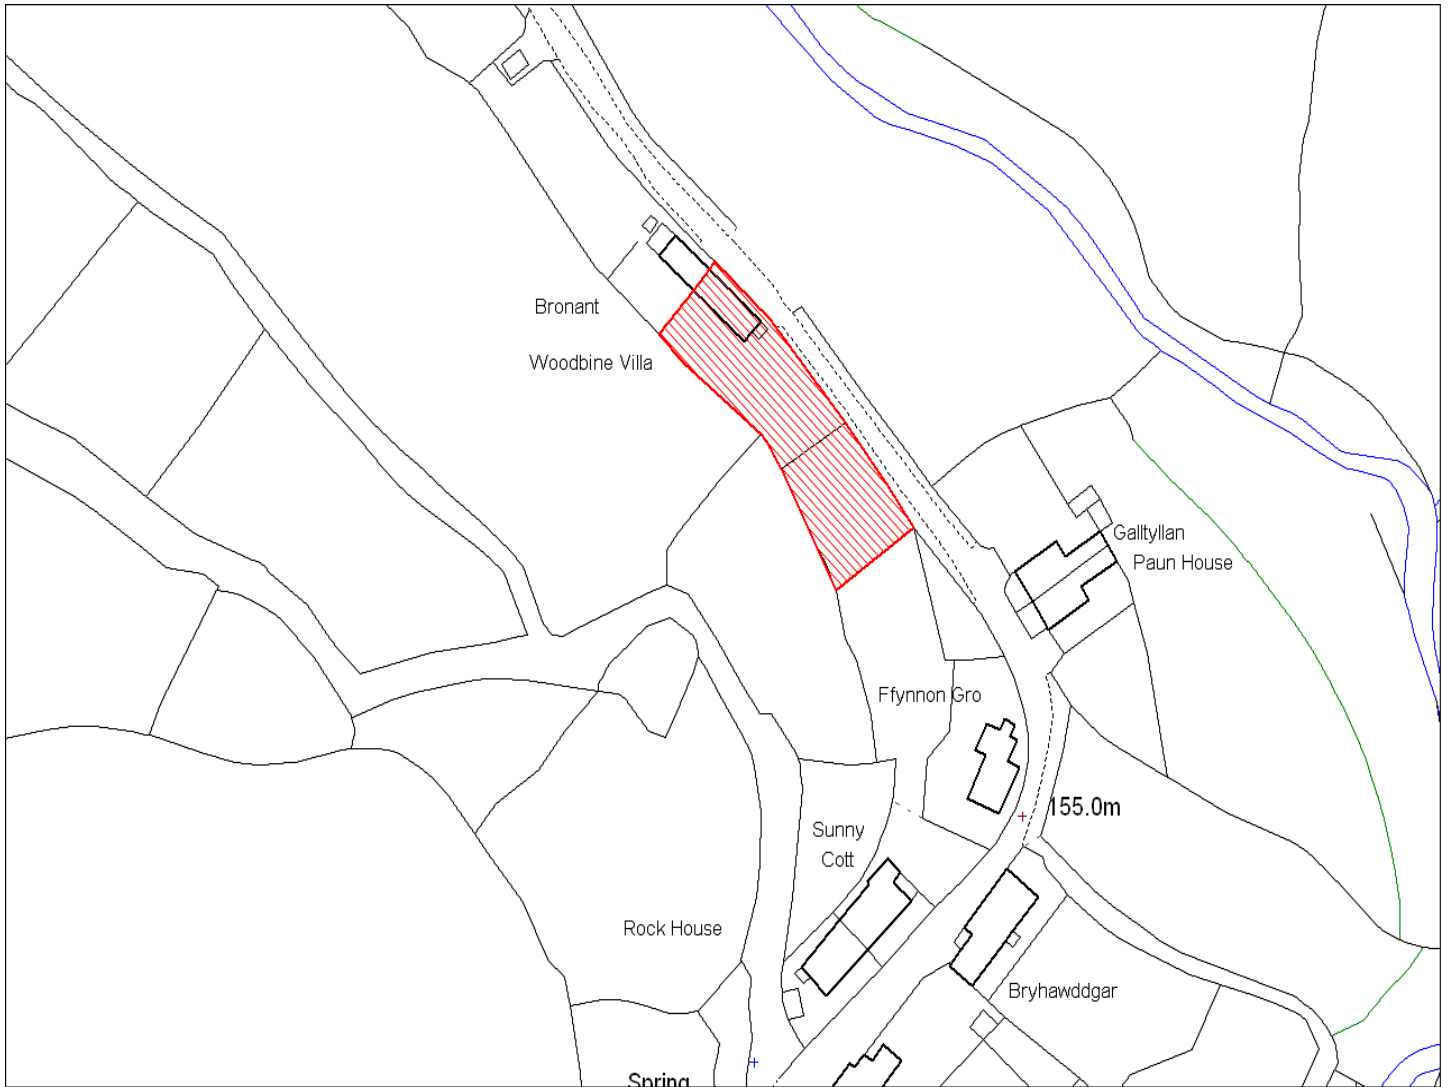 Bronant
Woodbine Villa
Galltyllan
Paun House
Ffynnon Gro
155.0m
Sunny
Cott
Rock House
Bryhawddgar
Spring